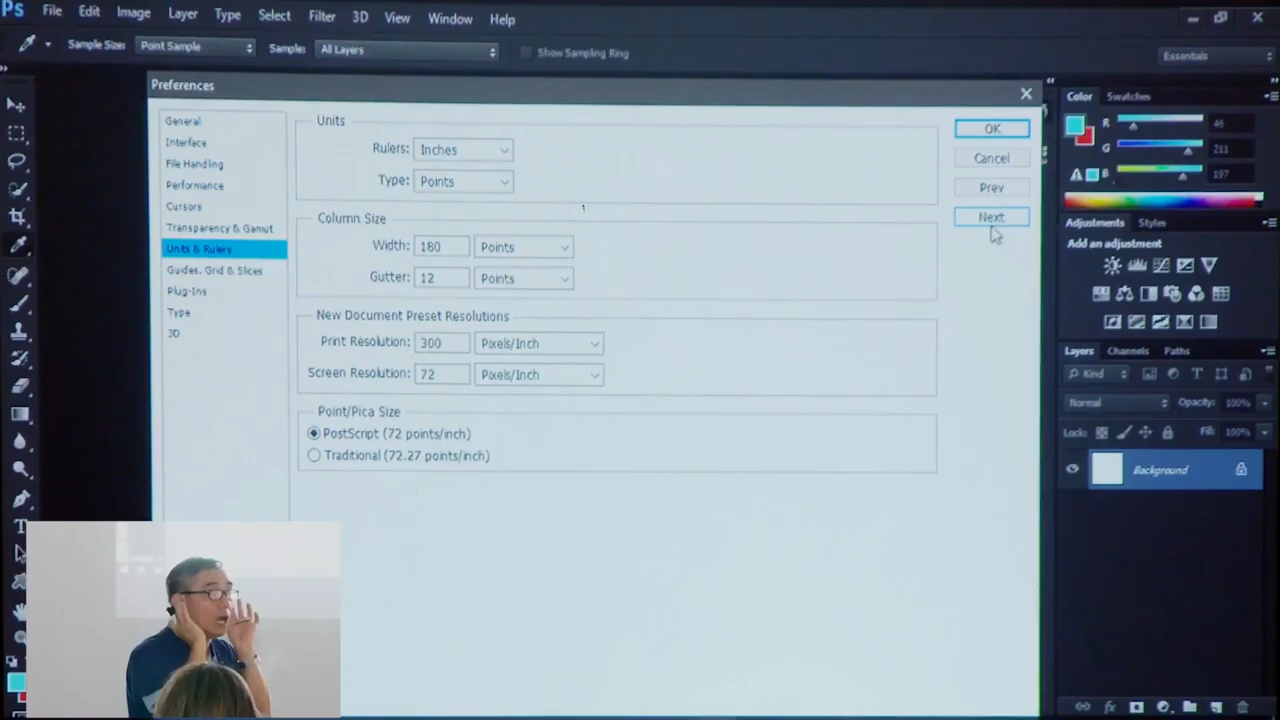 Ps File Edit Image Layer Type Select Filter 3D View Window Help
Sample Size: Point Sample Sample: All Layers Show Sampling Ring Essentials
Preferences
General
Interface
File Handling
Performance
Cursors
Transparency & Gamut
Units & Rulers
Guides, Grid & Slices
Plug-Ins
Type
3D
Units
Rulers: Inches
Type: Points
Column Size
Width: 180 Points
Gutter: 12 Points
New Document Preset Resolutions
Print Resolution: 300 Pixels/Inch
Screen Resolution: 72 Pixels/Inch
Point/Pica Size
PostScript (72 points/inch)
Traditional (72.27 points/inch)
OK
Cancel
Prev
Next
Color Swatches
R 46
G 211
B 197
Adjustments Styles
Add an adjustment
Layers Channels Paths
Kind
Normal Opacity: 100%
Lock: Fill: 100%
Background
fx